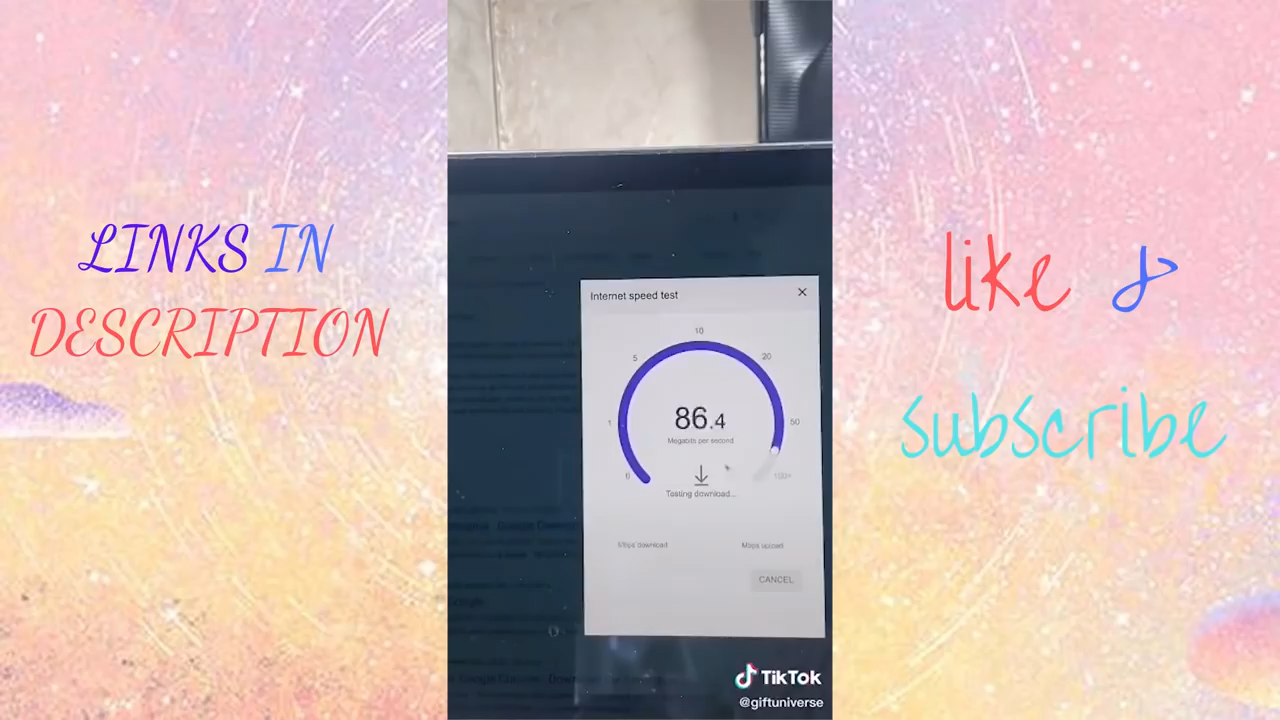 LINKS IN
DESCRIPTION
Internet speed test
10
5
20
86.4
1
50
Megabits per second
0
100+
Testing download...
Mbps download
Mbps upload
CANCEL
TikTok
@giftuniverse
like &
subscribe